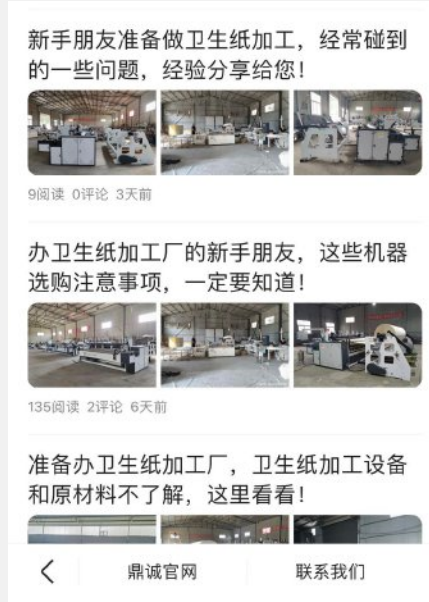 新手朋友准备做卫生纸加工，经常碰到
的一些问题，经验分享给您！
9阅读 0评论 3天前
办卫生纸加工厂的新手朋友，这些机器
选购注意事项，一定要知道！
135阅读 2评论 6天前
准备办卫生纸加工厂，卫生纸加工设备
和原材料不了解，这里看看！
鼎诚官网 联系我们